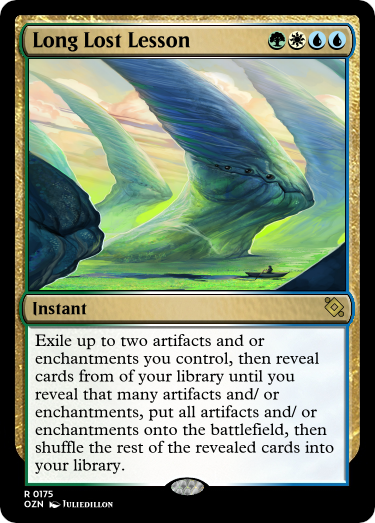 Long Lost Lesson
Instant
Exile up to two artifacts and or
enchantments you control, then reveal
cards from of your library until you
reveal that many artifacts and/ or
enchantments, put all artifacts and/ or
enchantments onto the battlefield, then
shuffle the rest of the revealed cards into
your library.
R 0175
OZN JULIEDILLON